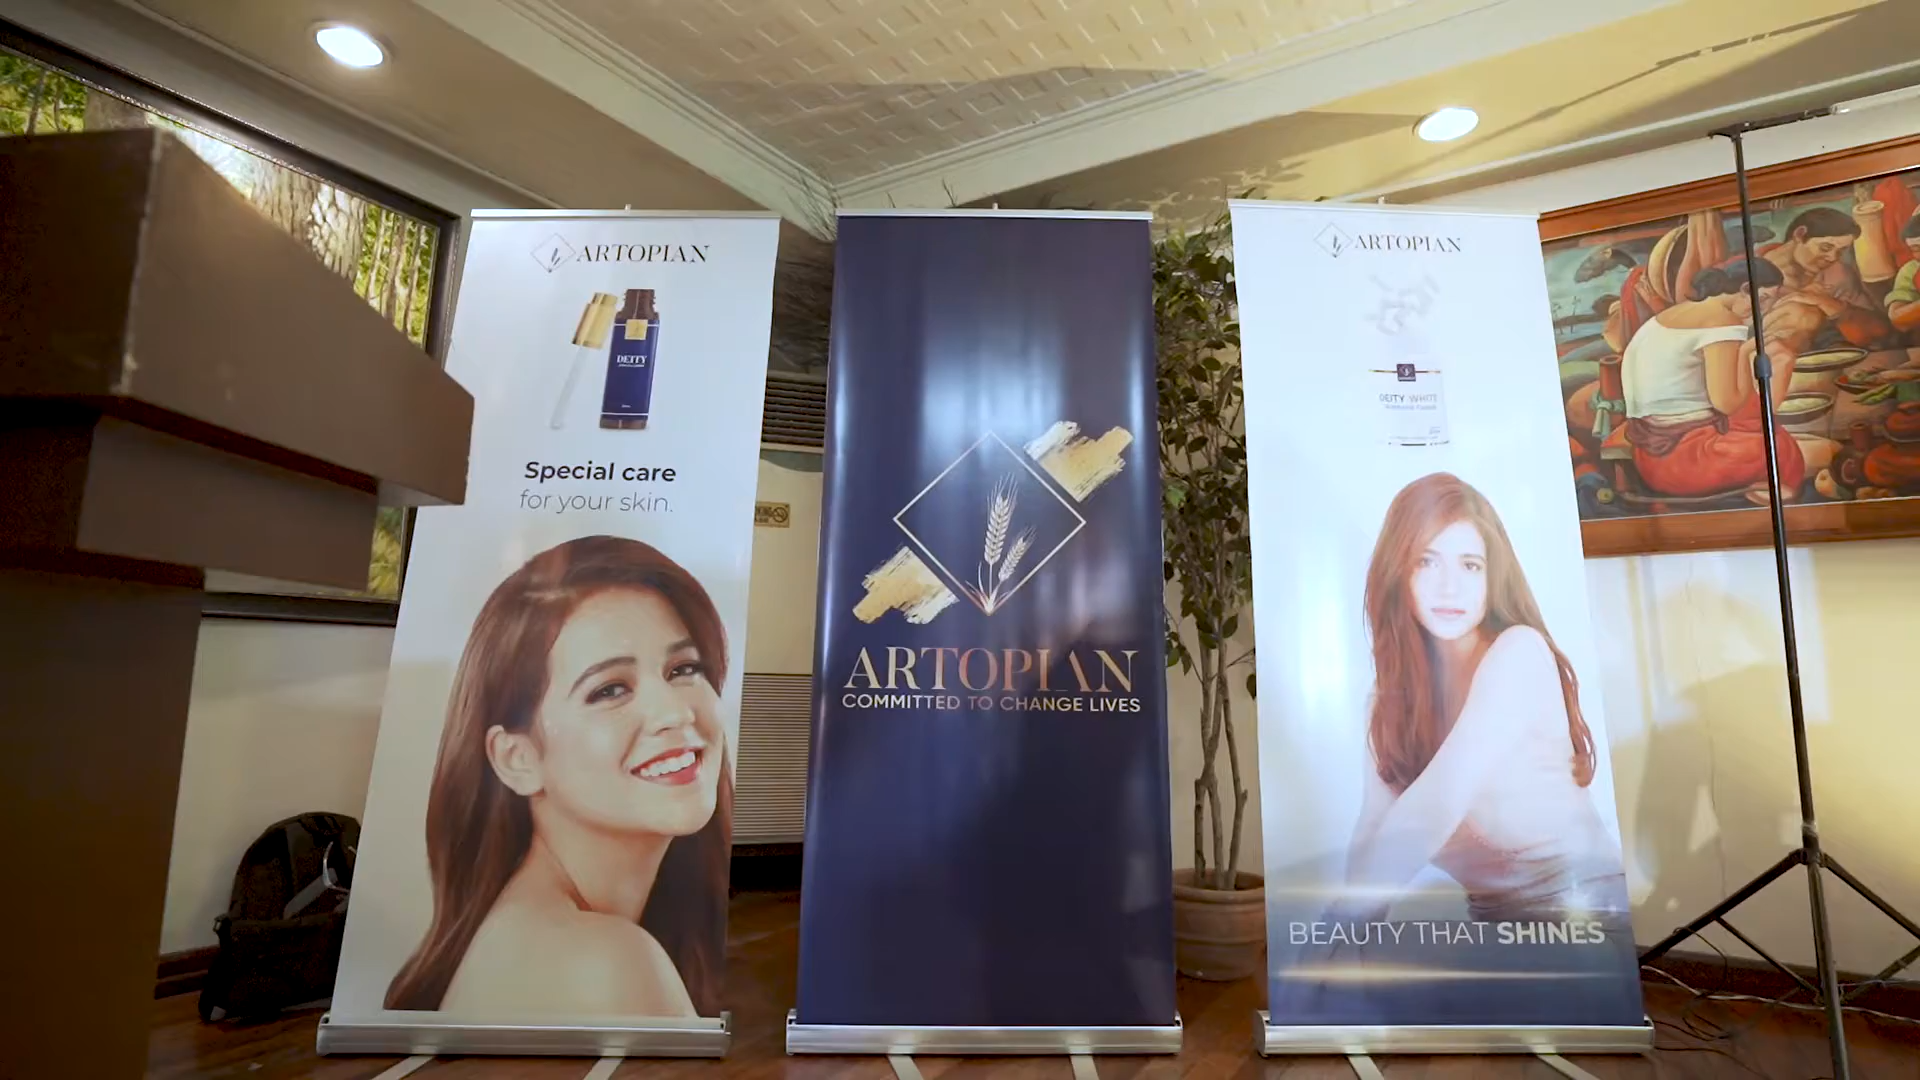 ARTOPIAN
DEITY
Special care
for your skin.
ARTOPIAN
COMMITTED TO CHANGE LIVES
ARTOPIAN
DEITY WHITE
BEAUTY THAT SHINES